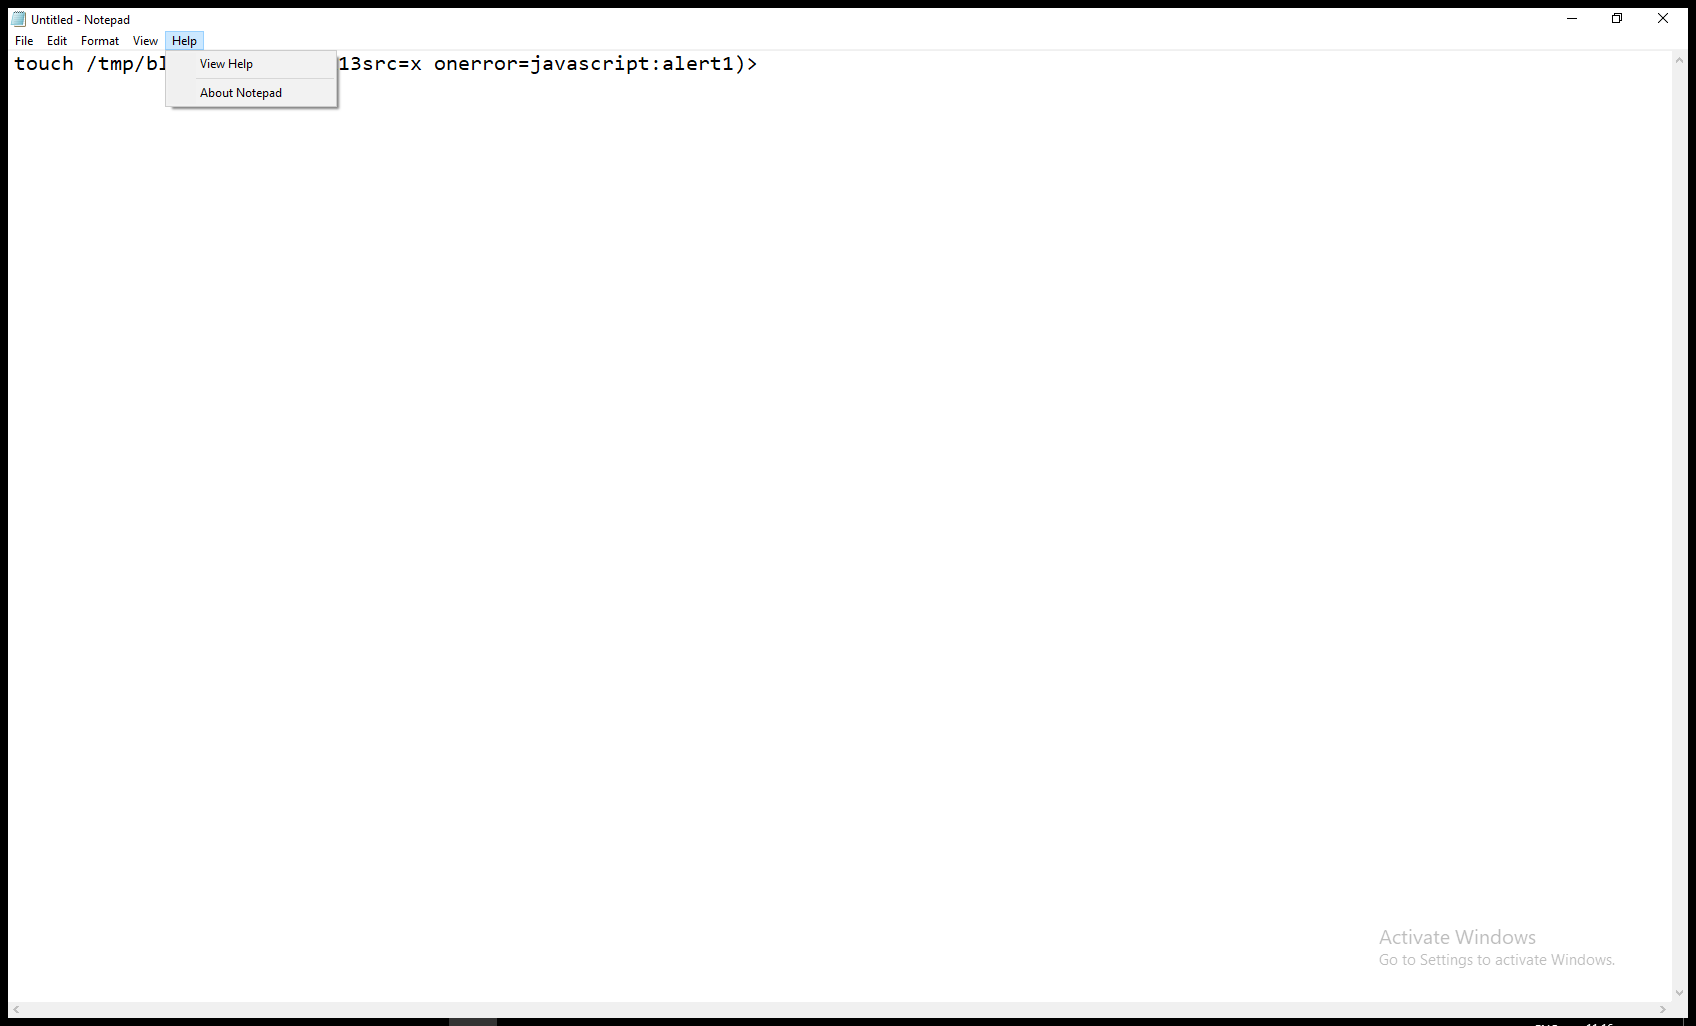 Untitled - Notepad
File Edit Format View Help
touch /tmp/bl 13src=x onerror=javascript:alert1)>
View Help
About Notepad
Activate Windows
Go to Settings to activate Windows.